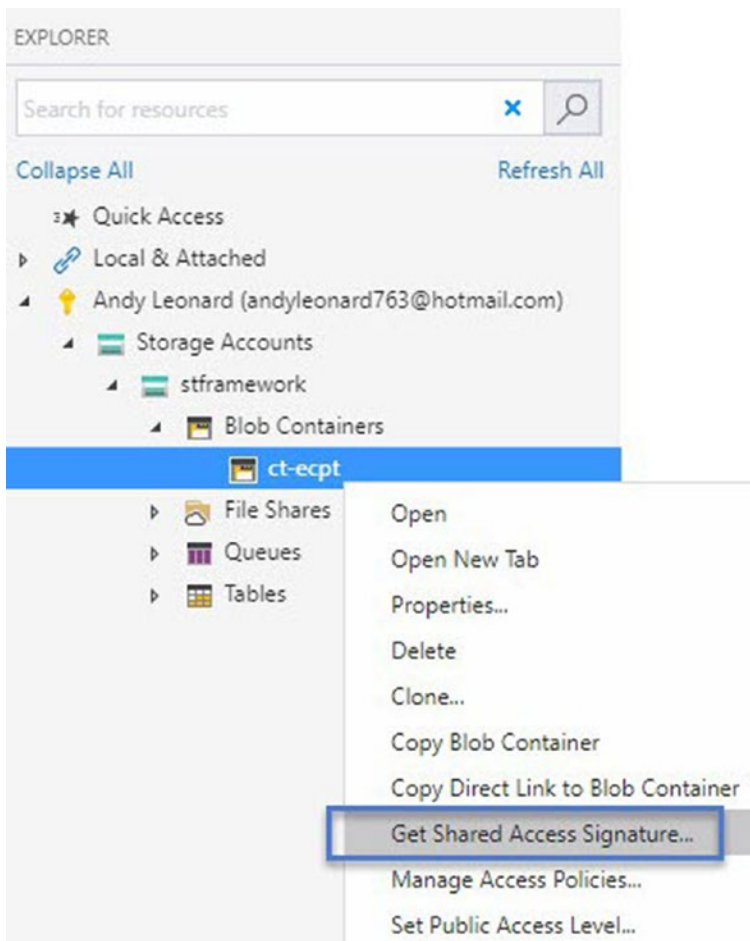 EXPLORER
Search for resources
Collapse All Refresh All
Quick Access
Local & Attached
Andy Leonard (andyleonard763@hotmail.com)
Storage Accounts
stframework
Blob Containers
ct-ecpt
File Shares
Queues
Tables
Open
Open New Tab
Properties...
Delete
Clone...
Copy Blob Container
Copy Direct Link to Blob Container
Get Shared Access Signature...
Manage Access Policies...
Set Public Access Level...